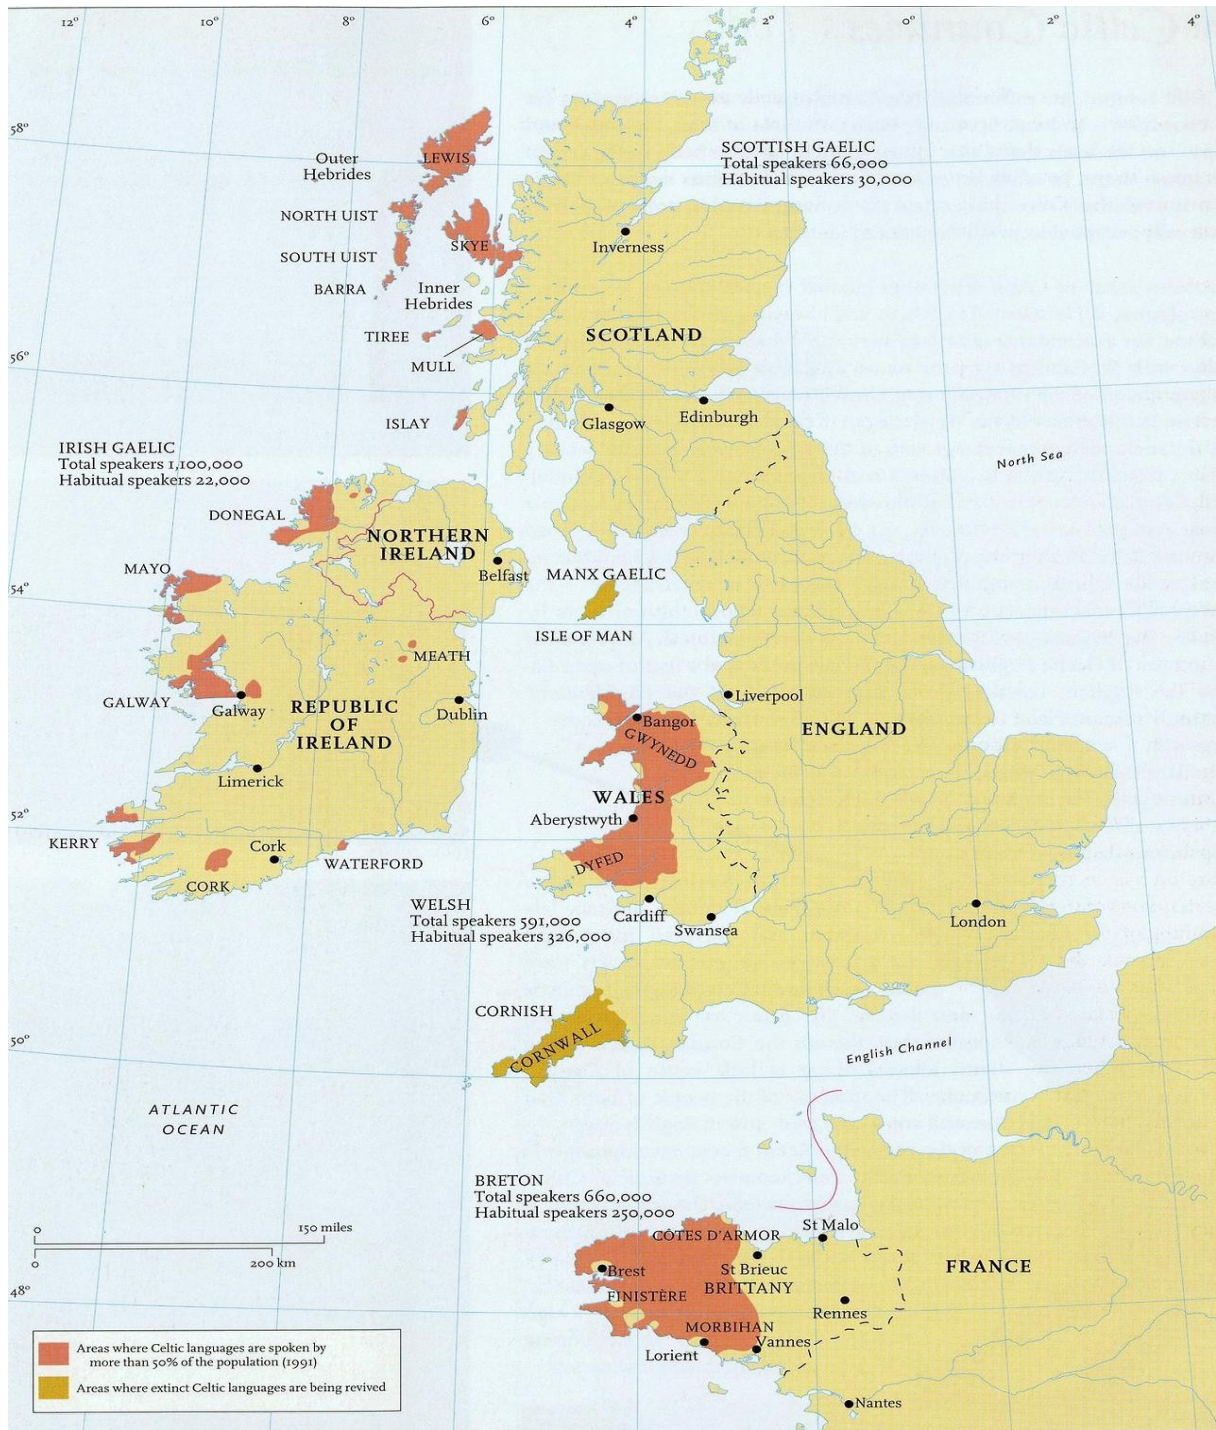 12°
10°
8°
6°
4°
2°
0°
2°
4°
58°
Outer
Hebrides
LEWIS
SCOTTISH GAELIC
Total speakers 66,000
Habitual speakers 30,000
NORTH UIST
SKYE
Inverness
SOUTH UIST
BARRA
Inner
Hebrides
TIREE
SCOTLAND
MULL
56°
ISLAY
Glasgow
Edinburgh
IRISH GAELIC
Total speakers 1,100,000
Habitual speakers 22,000
North Sea
DONEGAL
NORTHERN
IRELAND
Belfast
MAYO
MANX GAELIC
54°
ISLE OF MAN
MEATH
GALWAY
Galway
REPUBLIC
OF
IRELAND
Dublin
Liverpool
Bangor
GWYNEDD
ENGLAND
Limerick
WALES
52°
Aberystwyth
KERRY
Cork
CORK
WATERFORD
DYFED
WELSH
Total speakers 591,000
Habitual speakers 326,000
Cardiff
Swansea
London
CORNISH
CORNWALL
50°
English Channel
ATLANTIC
OCEAN
BRETON
Total speakers 660,000
Habitual speakers 250,000
0
150 miles
0
200 km
CÔTES D'ARMOR
St Malo
St Brieuc
Brest
BRITTANY
FRANCE
FINISTÈRE
48°
Rennes
MORBIHAN
Lorient
Vannes
Nantes
Areas where Celtic languages are spoken by
more than 50% of the population (1991)
Areas where extinct Celtic languages are being revived